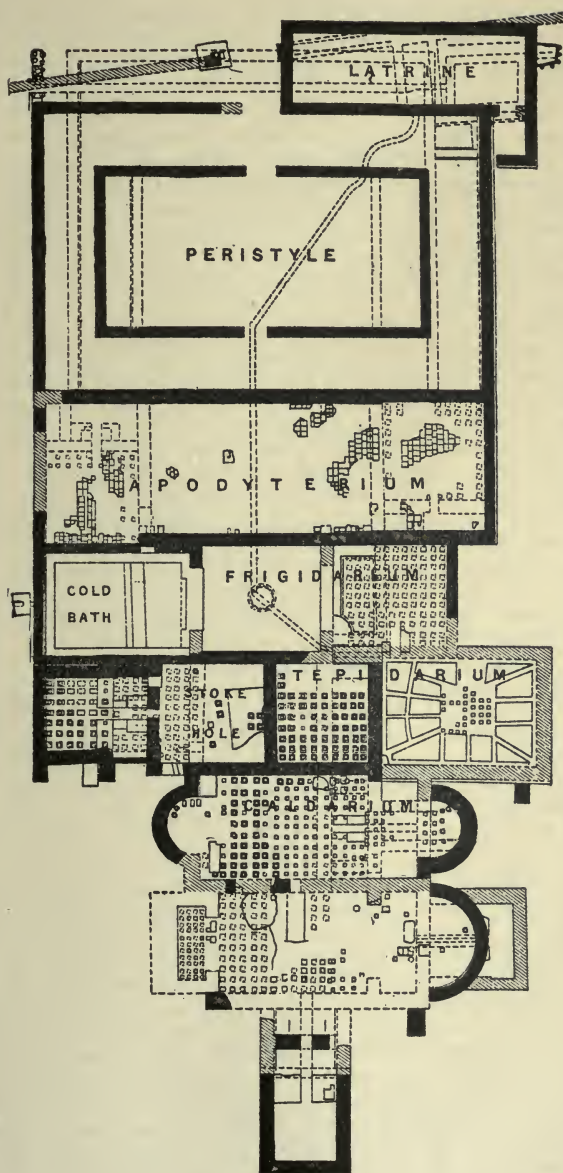 LATRINE
PERISTYLE
APODYTERIUM
FRIGIDARIUM
COLD
BATH
TEPIDARIUM
STOKE
HOLE
CALDARIUM